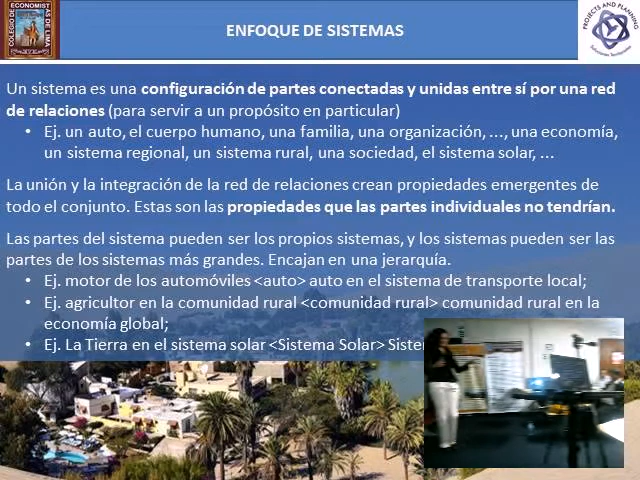 COLEGIO DE ECONOMISTAS DE LIMA
ENFOQUE DE SISTEMAS
PROJECTS AND PLANNING
Soluciones Territoriales
Un sistema es una configuración de partes conectadas y unidas entre sí por una red
de relaciones (para servir a un propósito en particular)
• Ej. un auto, el cuerpo humano, una familia, una organización, ..., una economía,
un sistema regional, un sistema rural, una sociedad, el sistema solar, ...
La unión y la integración de la red de relaciones crean propiedades emergentes de
todo el conjunto. Estas son las propiedades que las partes individuales no tendrían.
Las partes del sistema pueden ser los propios sistemas, y los sistemas pueden ser las
partes de los sistemas más grandes. Encajan en una jerarquía.
• Ej. motor de los automóviles <auto> auto en el sistema de transporte local;
• Ej. agricultor en la comunidad rural <comunidad rural> comunidad rural en la
economía global;
• Ej. La Tierra en el sistema solar <Sistema Solar> Sistem